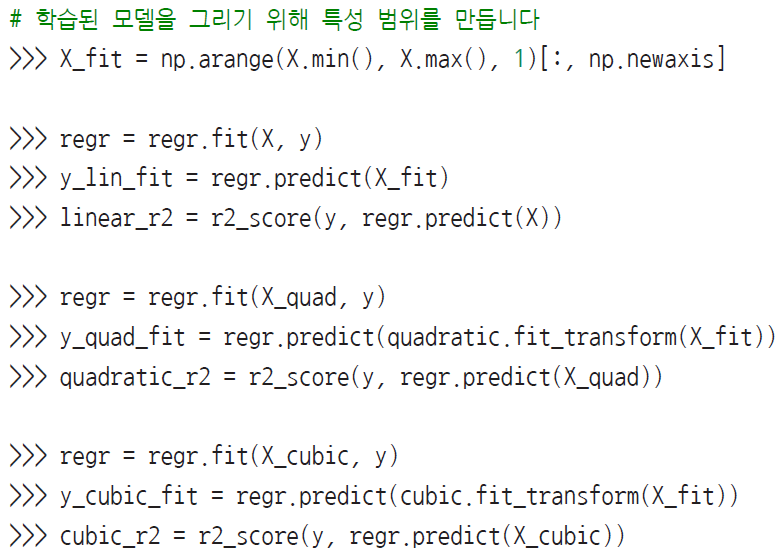 # 학습된 모델을 그리기 위해 특성 범위를 만듭니다
>>> X_fit = np.arange(X.min(), X.max(), 1)[:, np.newaxis]
>>> regr = regr.fit(X, y)
>>> y_lin_fit = regr.predict(X_fit)
>>> linear_r2 = r2_score(y, regr.predict(X))
>>> regr = regr.fit(X_quad, y)
>>> y_quad_fit = regr.predict(quadratic.fit_transform(X_fit))
>>> quadratic_r2 = r2_score(y, regr.predict(X_quad))
>>> regr = regr.fit(X_cubic, y)
>>> y_cubic_fit = regr.predict(cubic.fit_transform(X_fit))
>>> cubic_r2 = r2_score(y, regr.predict(X_cubic))